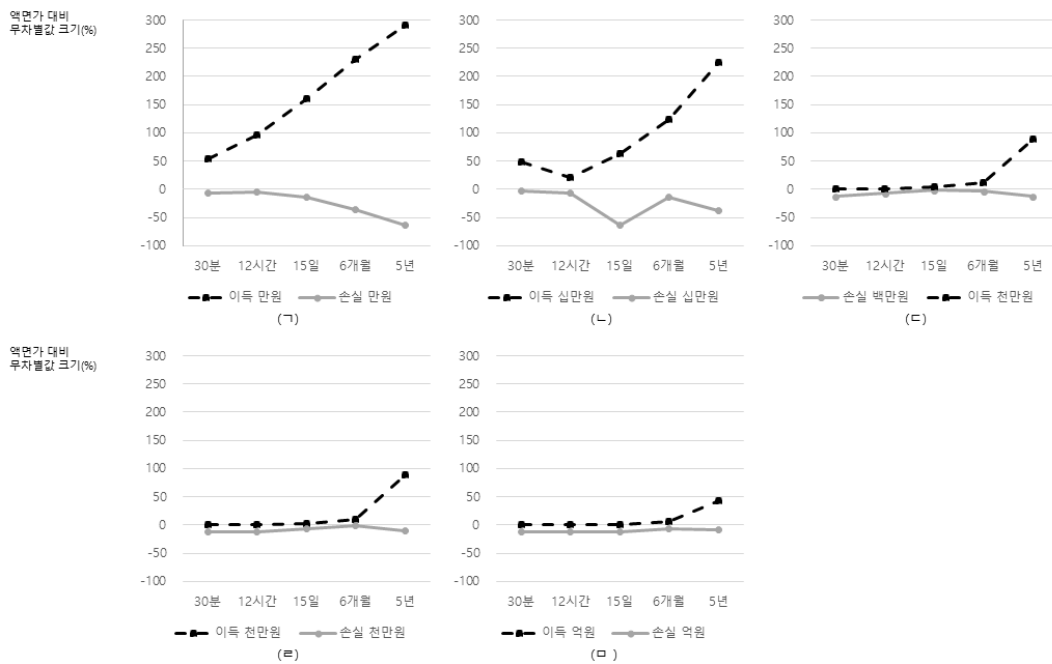 액면가 대비
무차별값 크기(%)
300
250
200
150
100
50
0
-50
-100
30분 12시간 15일 6개월 5년
이득 만원 손실 만원
(ㄱ)
300
250
200
150
100
50
0
-50
-100
30분 12시간 15일 6개월 5년
이득 십만원 손실 십만원
(ㄴ)
300
250
200
150
100
50
0
-50
-100
30분 12시간 15일 6개월 5년
손실 백만원 이득 천만원
(ㄷ)
액면가 대비
무차별값 크기(%)
300
250
200
150
100
50
0
-50
-100
30분 12시간 15일 6개월 5년
이득 천만원 손실 천만원
(ㄹ)
300
250
200
150
100
50
0
-50
-100
30분 12시간 15일 6개월 5년
이득 억원 손실 억원
(ㅁ )